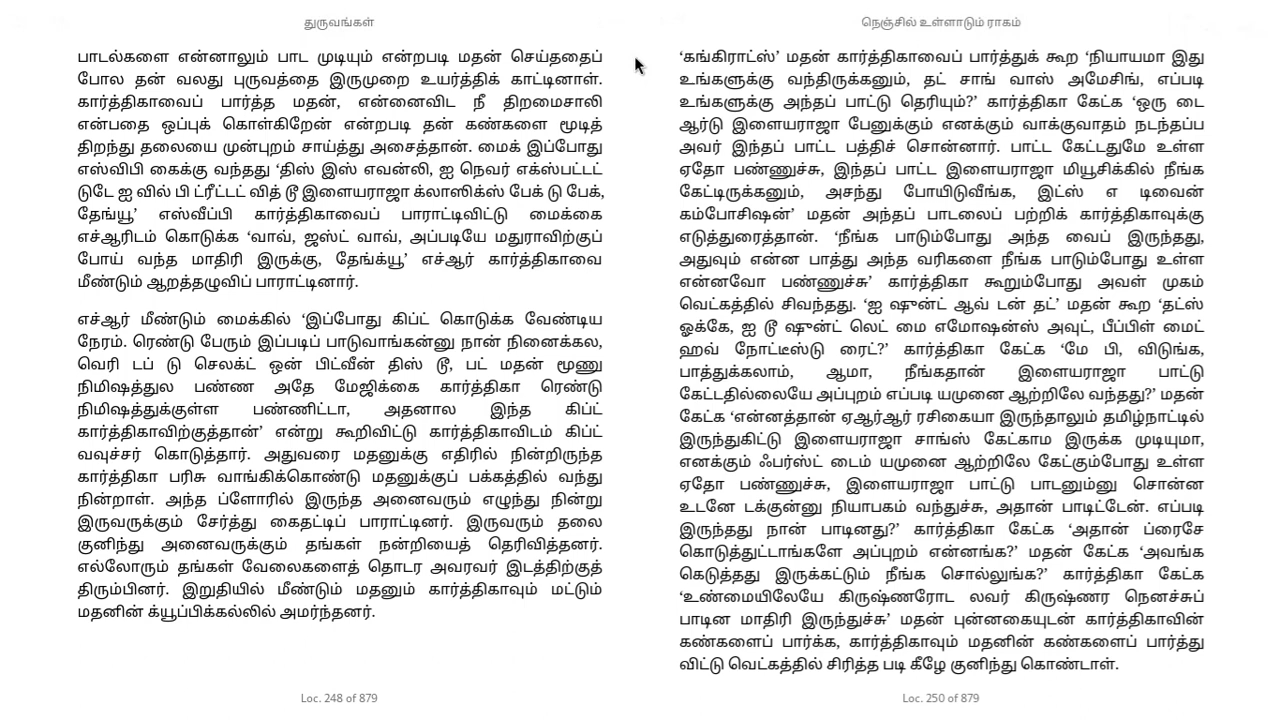 துருவங்கள்
பாடல்களை என்னாலும் பாட முடியும் என்றபடி மதன் செய்ததைப்
போல தன் வலது புருவத்தை இருமுறை உயர்த்திக் காட்டினாள்.
கார்த்திகாவைப் பார்த்த மதன், என்னைவிட நீ திறமைசாலி
என்பதை ஒப்புக் கொள்கிறேன் என்றபடி தன் கண்களை மூடித்
திறந்து தலையை முன்புறம் சாய்த்து அசைத்தான். மைக் இப்போது
எஸ்விபி கைக்கு வந்தது ‘திஸ் இஸ் எவன்லி, ஐ நெவர் எக்ஸ்பட்டட்
டுடே ஐ வில் பி ட்ரீட்டட் வித் டூ இளையராஜா க்லாஸிக்ஸ் பேக் டு பேக்,
தேங்யூ’ எஸ்வீப்பி கார்த்திகாவைப் பாராட்டிவிட்டு மைக்கை
எச்ஆரிடம் கொடுக்க ‘வாவ், ஜஸ்ட் வாவ், அப்படியே மதுராவிற்குப்
போய் வந்த மாதிரி இருக்கு, தேங்க்யூ’ எச்ஆர் கார்த்திகாவை
மீண்டும் ஆறத்தழுவிப் பாராட்டினார்.
எச்ஆர் மீண்டும் மைக்கில் ‘இப்போது கிப்ட் கொடுக்க வேண்டிய
நேரம். ரெண்டு பேரும் இப்படிப் பாடுவாங்கன்னு நான் நினைக்கல,
வெரி டப் டு செலக்ட் ஒன் பிட்வீன் திஸ் டூ, பட் மதன் மூணு
நிமிஷத்துல பண்ண அதே மேஜிக்கை கார்த்திகா ரெண்டு
நிமிஷத்துக்குள்ள பண்ணிட்டா, அதனால இந்த கிப்ட்
கார்த்திகாவிற்குத்தான்’ என்று கூறிவிட்டு கார்த்திகாவிடம் கிப்ட்
வவுச்சர் கொடுத்தார். அதுவரை மதனுக்கு எதிரில் நின்றிருந்த
கார்த்திகா பரிசு வாங்கிக்கொண்டு மதனுக்குப் பக்கத்தில் வந்து
நின்றாள். அந்த ப்ளோரில் இருந்த அனைவரும் எழுந்து நின்று
இருவருக்கும் சேர்த்து கைதட்டிப் பாராட்டினர். இருவரும் தலை
குனிந்து அனைவருக்கும் தங்கள் நன்றியைத் தெரிவித்தனர்.
எல்லோரும் தங்கள் வேலைகளைத் தொடர அவரவர் இடத்திற்குத்
திரும்பினர். இறுதியில் மீண்டும் மதனும் கார்த்திகாவும் மட்டும்
மதனின் க்யூப்பிக்கல்லில் அமர்ந்தனர்.
Loc. 248 of 879
நெஞ்சில் உள்ளாடும் ராகம்
‘கங்கிராட்ஸ்’ மதன் கார்த்திகாவைப் பார்த்துக் கூற ‘நியாயமா இது
உங்களுக்கு வந்திருக்கனும், தட் சாங் வாஸ் அமேசிங், எப்படி
உங்களுக்கு அந்தப் பாட்டு தெரியும்?’ கார்த்திகா கேட்க ‘ஒரு டை
ஆர்டு இளையராஜா பேனுக்கும் எனக்கும் வாக்குவாதம் நடந்தப்ப
அவர் இந்தப் பாட்ட பத்திச் சொன்னார். பாட்ட கேட்டதுமே உள்ள
ஏதோ பண்ணுச்சு, இந்தப் பாட்ட இளையராஜா மியூசிக்கில் நீங்க
கேட்டிருக்கனும், அசந்து போயிடுவீங்க, இட்ஸ் எ டிவைன்
கம்போசிஷன்’ மதன் அந்தப் பாடலைப் பற்றிக் கார்த்திகாவுக்கு
எடுத்துரைத்தான். ‘நீங்க பாடும்போது அந்த வைப் இருந்தது,
அதுவும் என்ன பாத்து அந்த வரிகளை நீங்க பாடும்போது உள்ள
என்னவோ பண்ணுச்சு’ கார்த்திகா கூறும்போது அவள் முகம்
வெட்கத்தில் சிவந்தது. ‘ஐ ஷுன்ட் ஆவ் டன் தட்’ மதன் கூற ‘தட்ஸ்
ஓக்கே, ஐ டூ ஷுன்ட் லெட் மை எமோஷன்ஸ் அவுட், பீப்பிள் மைட்
ஹவ் நோட்டீஸ்டு ரைட்?’ கார்த்திகா கேட்க ‘மே பி, விடுங்க,
பாத்துக்கலாம், ஆமா, நீங்கதான் இளையராஜா பாட்டு
கேட்டதில்லையே அப்புறம் எப்படி யமுனை ஆற்றிலே வந்தது?’ மதன்
கேட்க ‘என்னத்தான் ஏஆர்ஆர் ரசிகையா இருந்தாலும் தமிழ்நாட்டில்
இருந்துகிட்டு இளையராஜா சாங்ஸ் கேட்காம இருக்க முடியுமா,
எனக்கும் ஃபர்ஸ்ட் டைம் யமுனை ஆற்றிலே கேட்கும்போது உள்ள
ஏதோ பண்ணுச்சு, இளையராஜா பாட்டு பாடனும்னு சொன்ன
உடனே டக்குன்னு நியாபகம் வந்துச்சு, அதான் பாடிட்டேன். எப்படி
இருந்தது நான் பாடினது?’ கார்த்திகா கேட்க ‘அதான் ப்ரைசே
கொடுத்துட்டாங்களே அப்புறம் என்னங்க?’ மதன் கேட்க ‘அவங்க
கெடுத்தது இருக்கட்டும் நீங்க சொல்லுங்க?’ கார்த்திகா கேட்க
‘உண்மையிலேயே கிருஷ்ணரோட லவர் கிருஷ்ணர நெனச்சுப்
பாடின மாதிரி இருந்துச்சு’ மதன் புன்னகையுடன் கார்த்திகாவின்
கண்களைப் பார்க்க, கார்த்திகாவும் மதனின் கண்களைப் பார்த்து
விட்டு வெட்கத்தில் சிரித்த படி கீழே குனிந்து கொண்டாள்.
Loc. 250 of 879